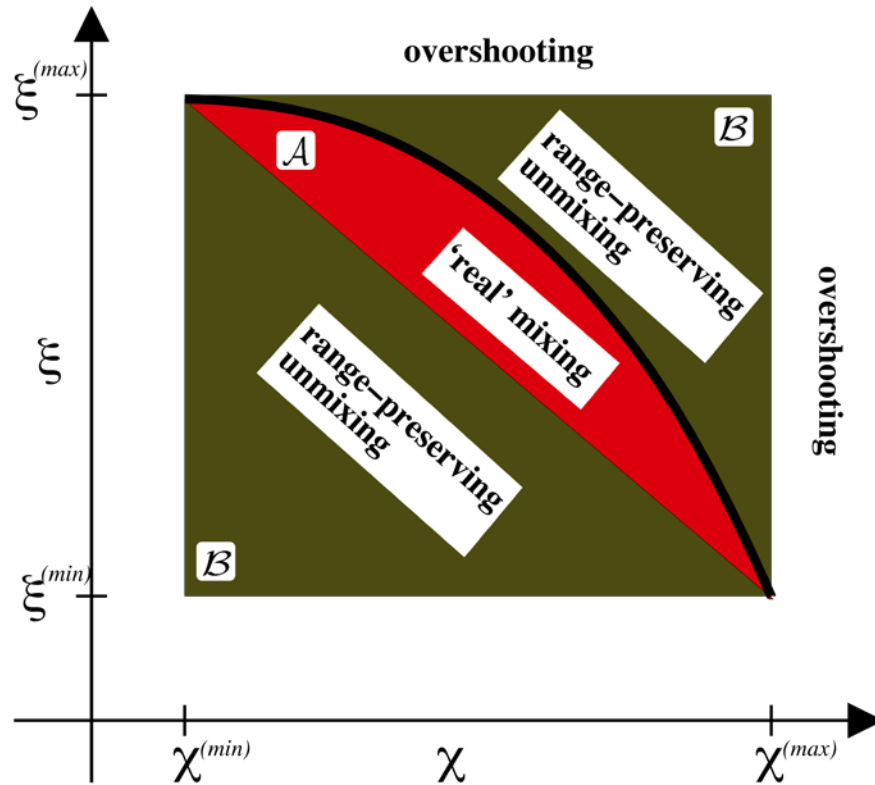 overshooting
ξ(max)
𝒜
ℬ
range–preserving
unmixing
‘real’ mixing
overshooting
ξ
range–preserving
unmixing
ℬ
ξ(min)
χ(min)
χ
χ(max)